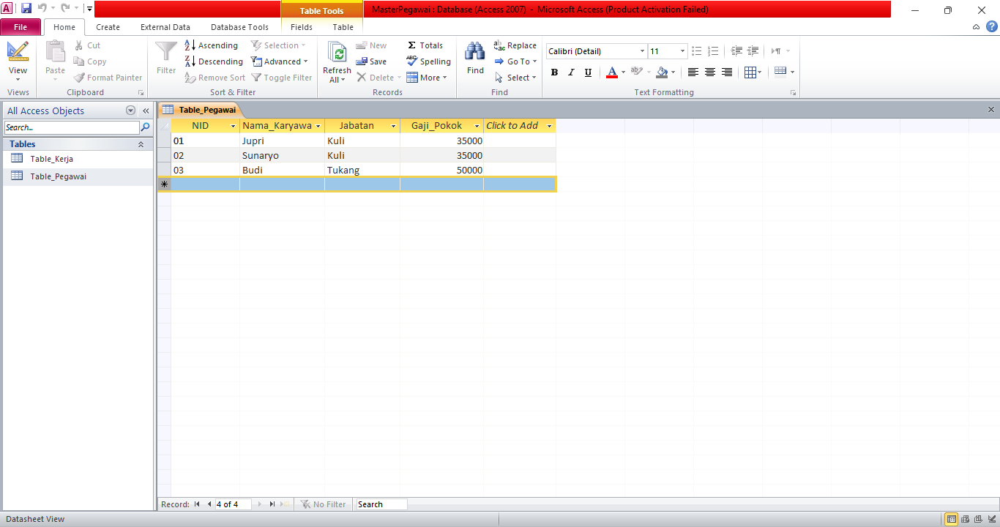 Table Tools
MasterPegawai : Database (Access 2007) - Microsoft Access (Product Activation Failed)
File Home Create External Data Database Tools Fields Table
View
Views
Paste
Cut
Copy
Format Painter
Clipboard
Filter
Ascending
Descending
Remove Sort
Selection
Advanced
Toggle Filter
Sort & Filter
Refresh
All
New
Save
Delete
Totals
Spelling
More
Records
Find
Replace
Go To
Select
Find
Calibri (Detail) 11
B I U A
Text Formatting
All Access Objects
Search...
Tables
Table_Kerja
Table_Pegawai
Table_Pegawai
NID Nama_Karyawa Jabatan Gaji_Pokok Click to Add
01 Jupri Kuli 35000
02 Sunaryo Kuli 35000
03 Budi Tukang 50000
Record: 4 of 4 No Filter Search
Datasheet View